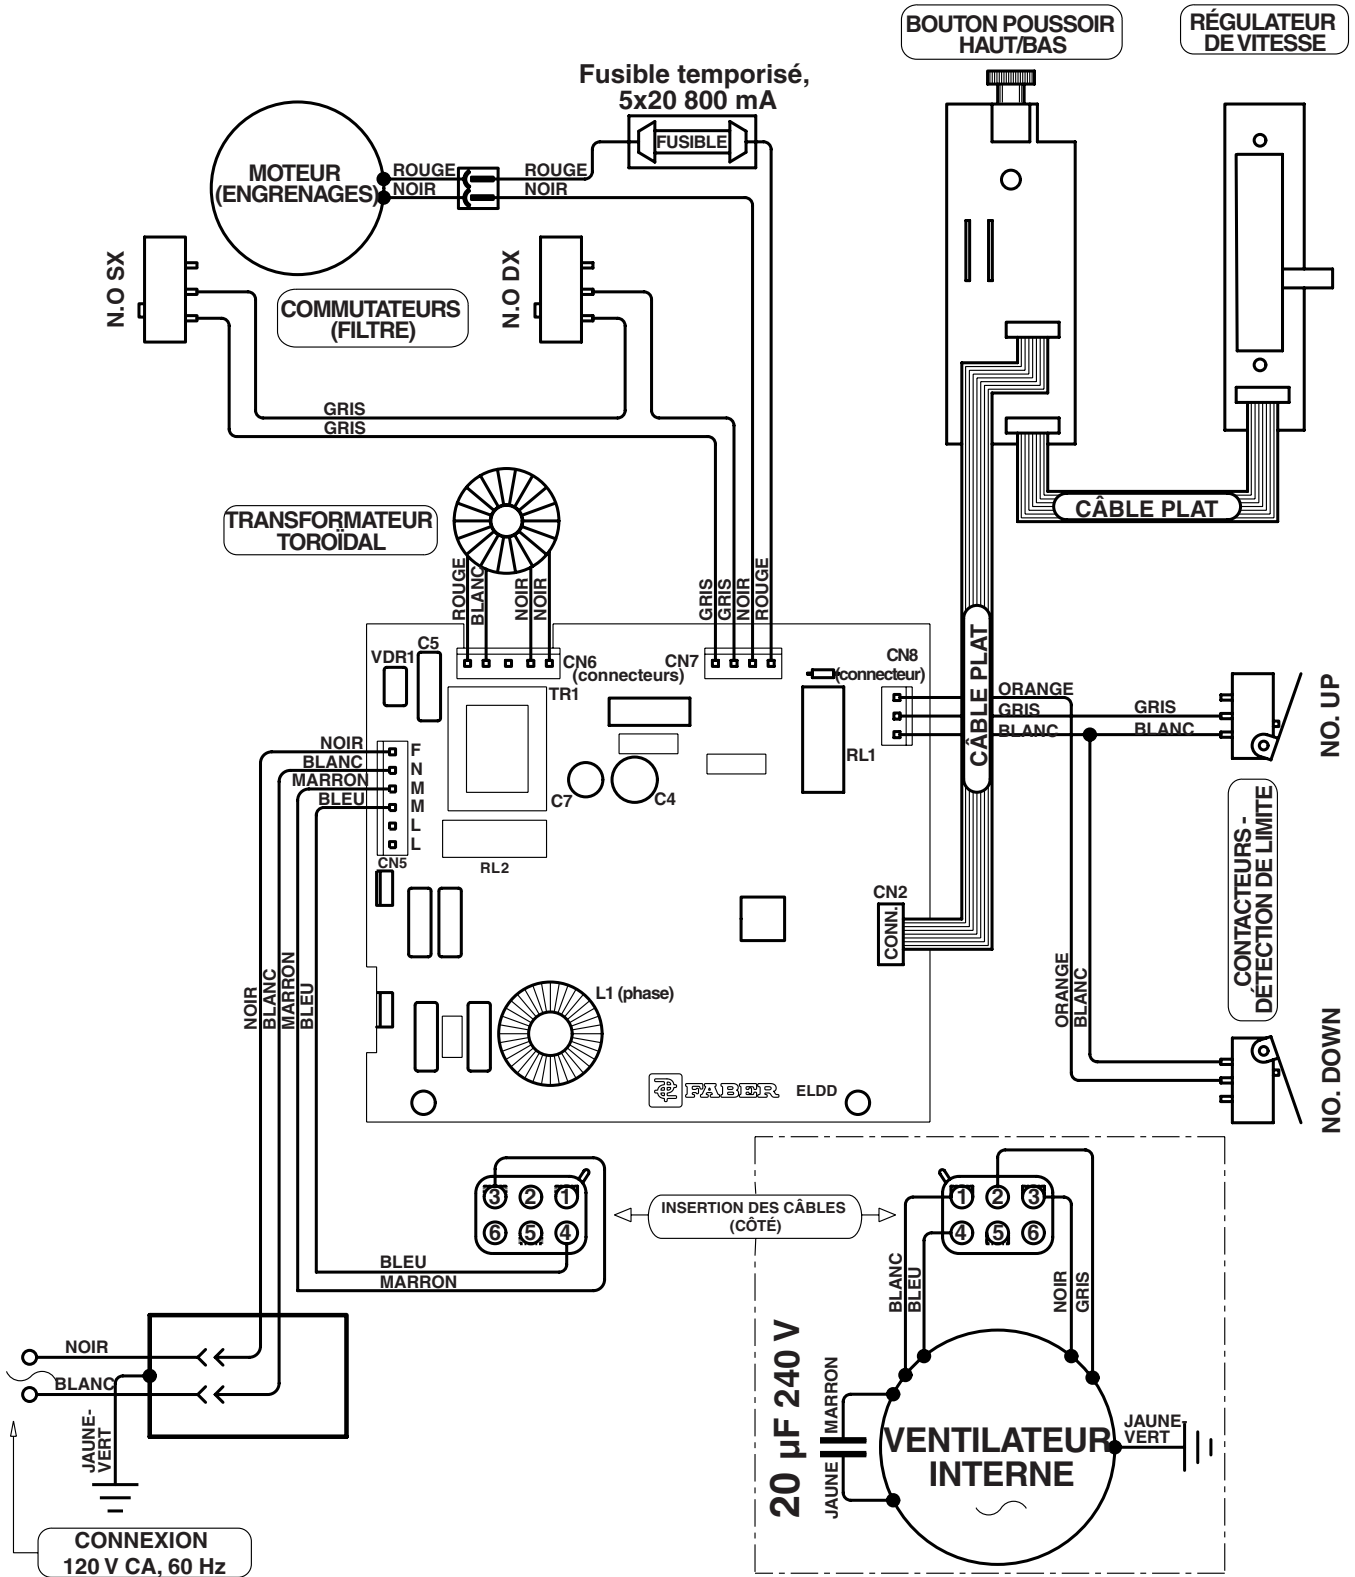 BOUTON POUSSOIR
HAUT/BAS
RÉGULATEUR
DE VITESSE
Fusible temporisé,
5x20 800 mA
FUSIBLE
MOTEUR
(ENGRENAGES)
ROUGE
NOIR
ROUGE
NOIR
N.O SX
COMMUTATEURS
(FILTRE)
N.O DX
GRIS
GRIS
CÂBLE PLAT
TRANSFORMATEUR
TOROÏDAL
ROUGE
BLANC
NOIR
NOIR
GRIS
GRIS
NOIR
ROUGE
VDR1
C5
CN6
(connecteurs)
CN7
CN8
(connecteur)
TR1
CÂBLE PLAT
ORANGE
GRIS
BLANC
GRIS
BLANC
NO. UP
NOIR
BLANC
MARRON
BLEU
F
N
M
M
L
L
CN5
C7
C4
RL1
RL2
CN2
CONN.
CONTACTEURS -
DÉTECTION DE LIMITE
NOIR
BLANC
MARRON
BLEU
ORANGE
BLANC
L1 (phase)
FABER
ELDD
NO. DOWN
3
2
1
6
5
4
INSERTION DES CÂBLES
(CÔTÉ)
1
2
3
4
5
6
BLEU
MARRON
BLANC
BLEU
NOIR
GRIS
NOIR
BLANC
JAUNE-
VERT
20 µF 240 V
MARRON
JAUNE
VENTILATEUR
INTERNE
JAUNE-
VERT
CONNEXION
120 V CA, 60 Hz